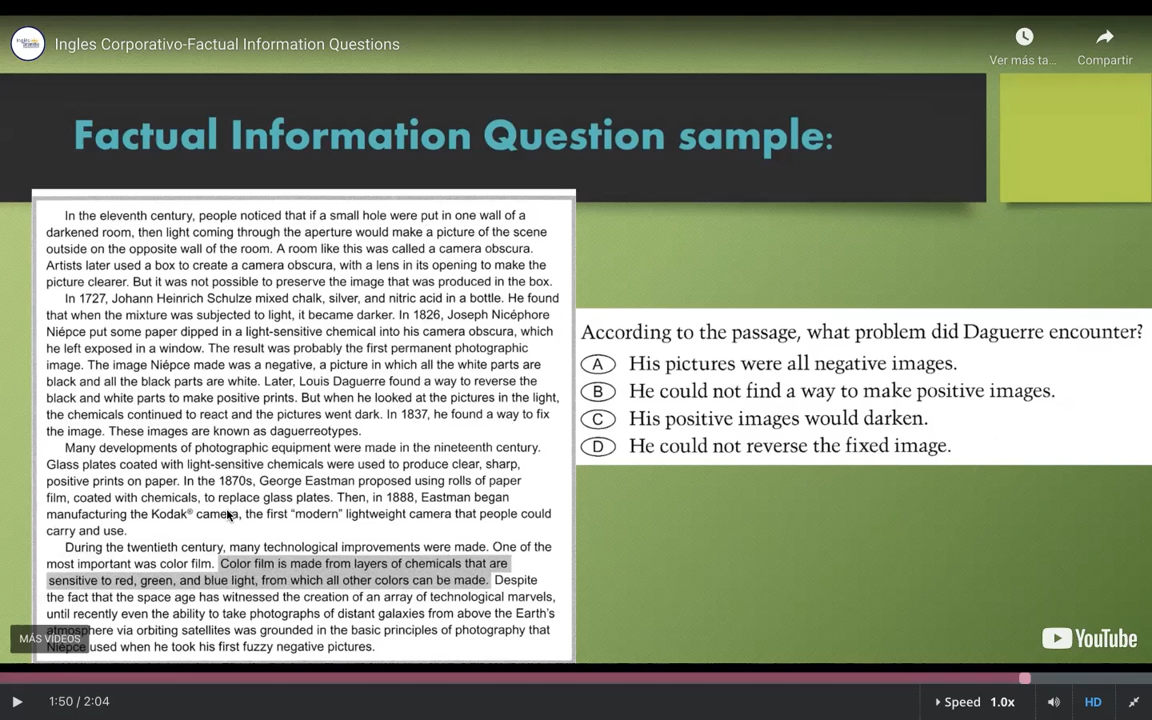 Ingles Corporativo-Factual Information Questions
Ver más ta...
Compartir
Factual Information Question sample:
In the eleventh century, people noticed that if a small hole were put in one wall of a
darkened room, then light coming through the aperture would make a picture of the scene
outside on the opposite wall of the room. A room like this was called a camera obscura.
Artists later used a box to create a camera obscura, with a lens in its opening to make the
picture clearer. But it was not possible to preserve the image that was produced in the box.
In 1727, Johann Heinrich Schulze mixed chalk, silver, and nitric acid in a bottle. He found
that when the mixture was subjected to light, it became darker. In 1826, Joseph Nicéphore
Niépce put some paper dipped in a light-sensitive chemical into his camera obscura, which
he left exposed in a window. The result was probably the first permanent photographic
image. The image Niépce made was a negative, a picture in which all the white parts are
black and all the black parts are white. Later, Louis Daguerre found a way to reverse the
black and white parts to make positive prints. But when he looked at the pictures in the light,
the chemicals continued to react and the pictures went dark. In 1837, he found a way to fix
the image. These images are known as daguerreotypes.
Many developments of photographic equipment were made in the nineteenth century.
Glass plates coated with light-sensitive chemicals were used to produce clear, sharp,
positive prints on paper. In the 1870s, George Eastman proposed using rolls of paper
film, coated with chemicals, to replace glass plates. Then, in 1888, Eastman began
manufacturing the Kodak® camera, the first “modern” lightweight camera that people could
carry and use.
During the twentieth century, many technological improvements were made. One of the
most important was color film. Color film is made from layers of chemicals that are
sensitive to red, green, and blue light, from which all other colors can be made. Despite
the fact that the space age has witnessed the creation of an array of technological marvels,
until recently even the ability to take photographs of distant galaxies from above the Earth’s
atmosphere via orbiting satellites was grounded in the basic principles of photography that
Niépce used when he took his first fuzzy negative pictures.
According to the passage, what problem did Daguerre encounter?
A His pictures were all negative images.
B He could not find a way to make positive images.
C His positive images would darken.
D He could not reverse the fixed image.
MÁS VIDEOS
YouTube
1:50 / 2:04
Speed 1.0x
HD